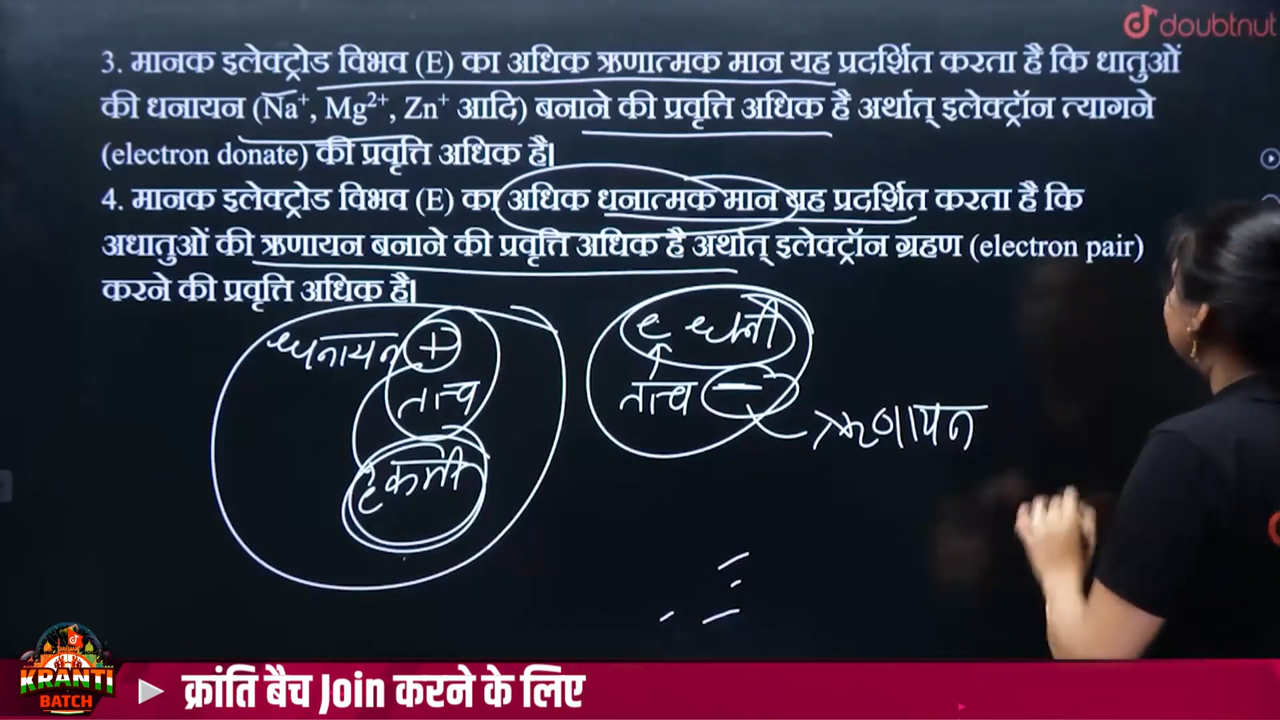 doubtnut
3. मानक इलेक्ट्रोड विभव (E) का अधिक ऋणात्मक मान यह प्रदर्शित करता है कि धातुओं
की धनायन (Na⁺, Mg²⁺, Zn⁺ आदि) बनाने की प्रवृत्ति अधिक है अर्थात् इलेक्ट्रॉन त्यागने
(electron donate) की प्रवृत्ति अधिक है।
4. मानक इलेक्ट्रोड विभव (E) का अधिक धनात्मक मान यह प्रदर्शित करता है कि
अधातुओं की ऋणायन बनाने की प्रवृत्ति अधिक है अर्थात् इलेक्ट्रॉन ग्रहण (electron pair)
करने की प्रवृत्ति अधिक है।
धनायन +
तत्व
कमी
तत्व −
ऋणायन
KRANTI
BATCH
क्रांति बैच Join करने के लिए